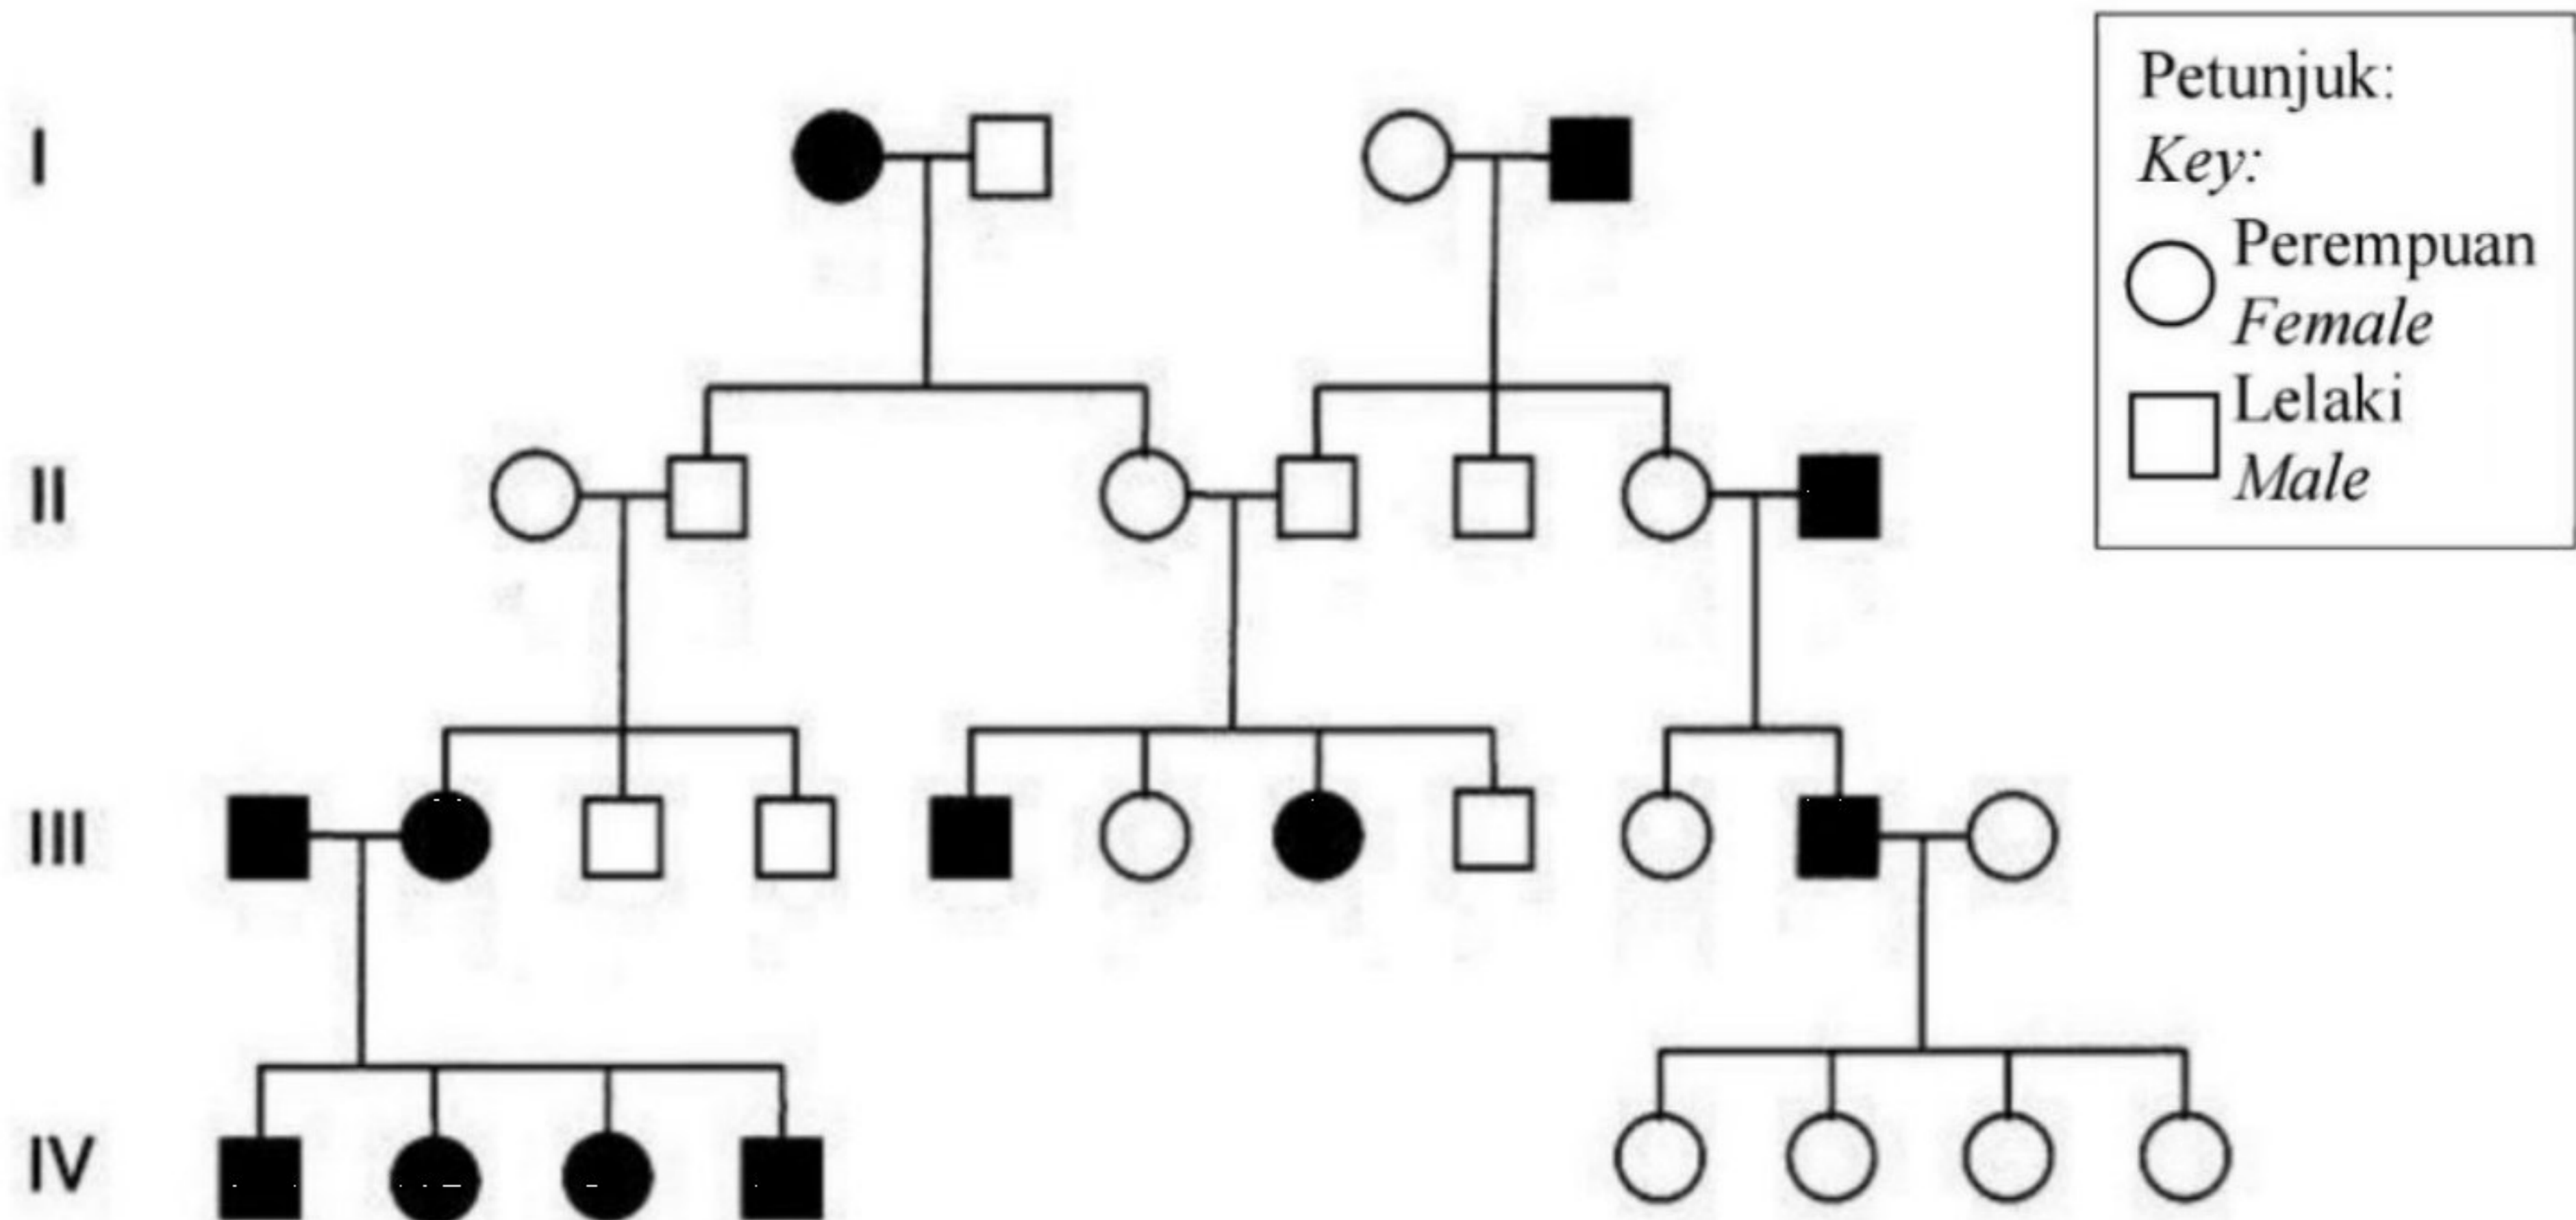 I
II
III
IV
Petunjuk:
Key:
Perempuan
Female
Lelaki
Male